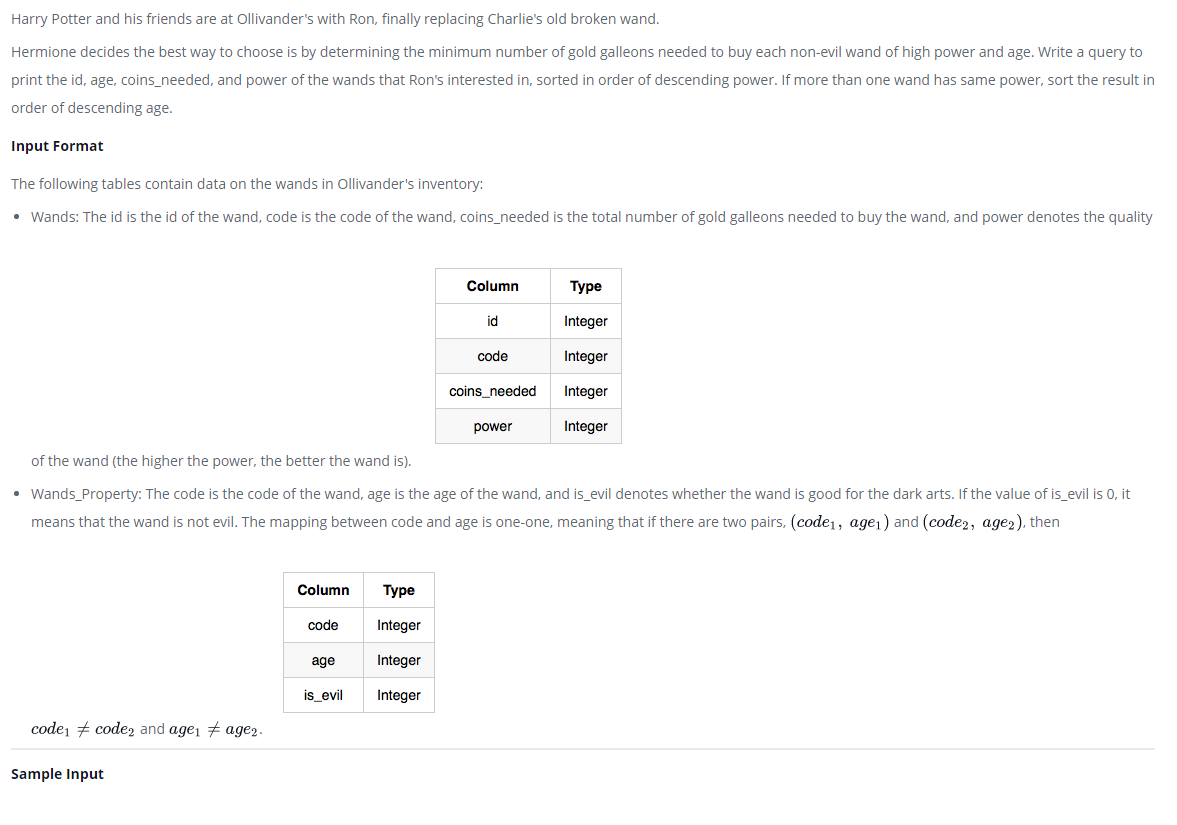 Harry Potter and his friends are at Ollivander's with Ron, finally replacing Charlie's old broken wand.
Hermione decides the best way to choose is by determining the minimum number of gold galleons needed to buy each non-evil wand of high power and age. Write a query to
print the id, age, coins_needed, and power of the wands that Ron's interested in, sorted in order of descending power. If more than one wand has same power, sort the result in
order of descending age.
Input Format
The following tables contain data on the wands in Ollivander's inventory:
• Wands: The id is the id of the wand, code is the code of the wand, coins_needed is the total number of gold galleons needed to buy the wand, and power denotes the quality
Column Type
id Integer
code Integer
coins_needed Integer
power Integer
of the wand (the higher the power, the better the wand is).
• Wands_Property: The code is the code of the wand, age is the age of the wand, and is_evil denotes whether the wand is good for the dark arts. If the value of is_evil is 0, it
means that the wand is not evil. The mapping between code and age is one-one, meaning that if there are two pairs, (code₁, age₁) and (code₂, age₂), then
Column Type
code Integer
age Integer
is_evil Integer
code₁ ≠ code₂ and age₁ ≠ age₂.
Sample Input